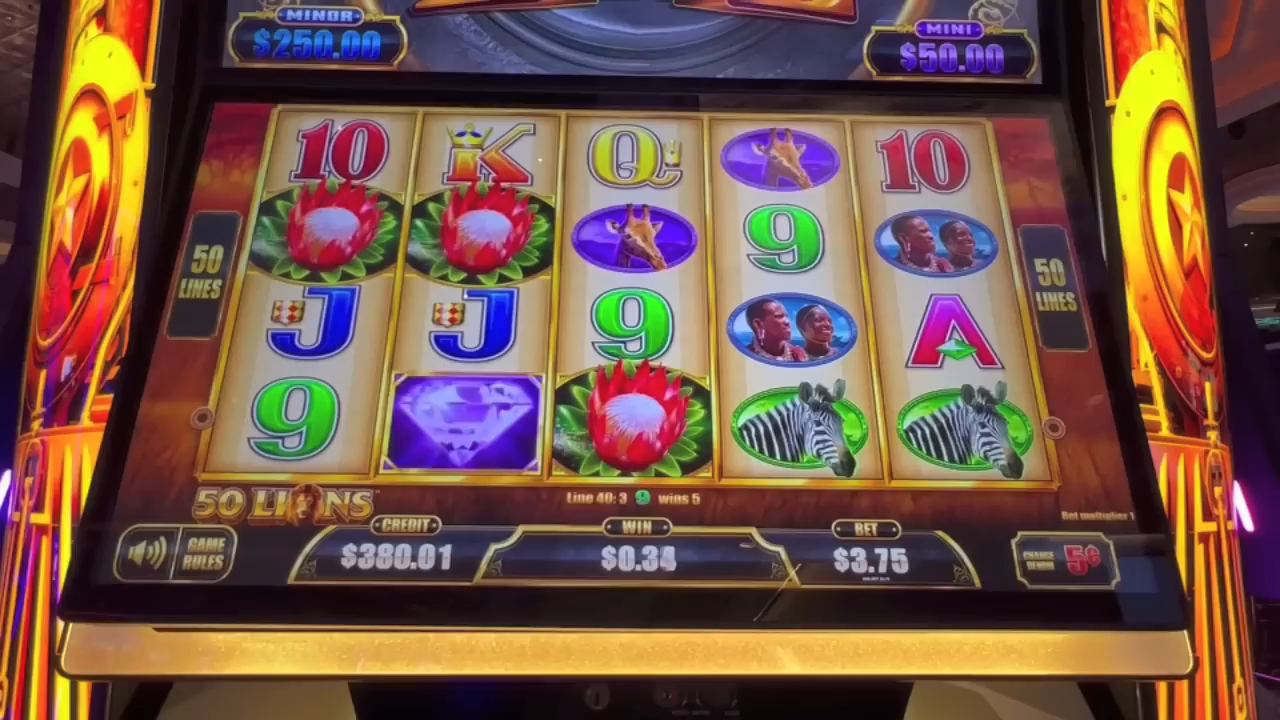 MINOR
$250.00
MINI
$50.00
10 K Q 10
9
50 LINES
50 LINES
J J 9 A
9
50 LIONS
Line 40: 3 9 wins 5
Bet multiplier 1
CREDIT
$380.01
WIN
$0.34
BET
$3.75
GAME RULES
CHANGE DENOM
5¢